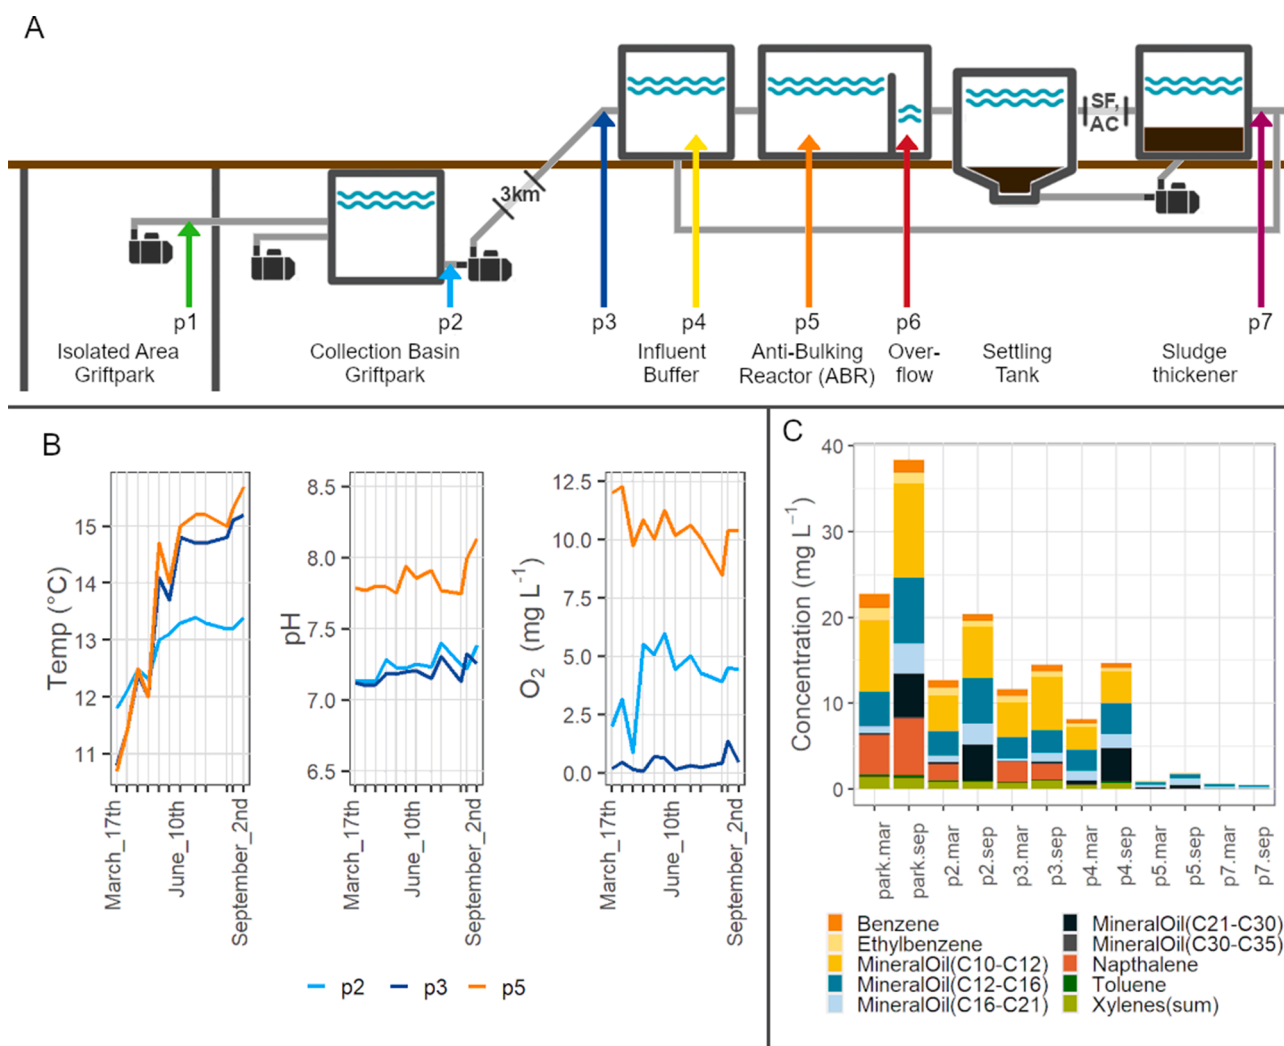 A
SF,
AC
3km
p1
p2
p3
p4
p5
p6
p7
Isolated Area
Griftpark
Collection Basin
Griftpark
Influent
Buffer
Anti-Bulking
Reactor (ABR)
Over-
flow
Settling
Tank
Sludge
thickener
B
Temp (°C)
15
14
13
12
11
March_17th
June_10th
September_2nd
pH
8.5
8.0
7.5
7.0
6.5
March_17th
June_10th
September_2nd
O₂ (mg L⁻¹)
12.5
10.0
7.5
5.0
2.5
0.0
March_17th
June_10th
September_2nd
p2 p3 p5
C
Concentration (mg L⁻¹)
40
30
20
10
0
park.mar
park.sep
p2.mar
p2.sep
p3.mar
p3.sep
p4.mar
p4.sep
p5.mar
p5.sep
p7.mar
p7.sep
Benzene
Ethylbenzene
MineralOil(C10-C12)
MineralOil(C12-C16)
MineralOil(C16-C21)
MineralOil(C21-C30)
MineralOil(C30-C35)
Napthalene
Toluene
Xylenes(sum)